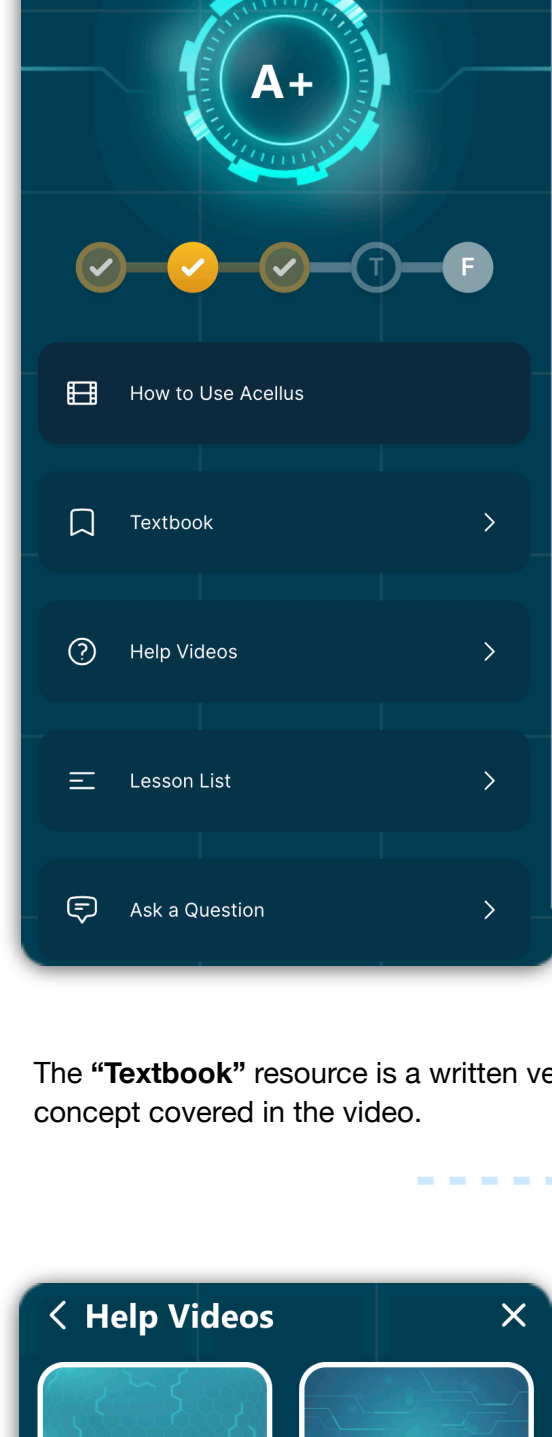 A+
T F
How to Use Acellus
Textbook
Help Videos
Lesson List
Ask a Question
The “Textbook” resource is a written ve
concept covered in the video.
Help Videos